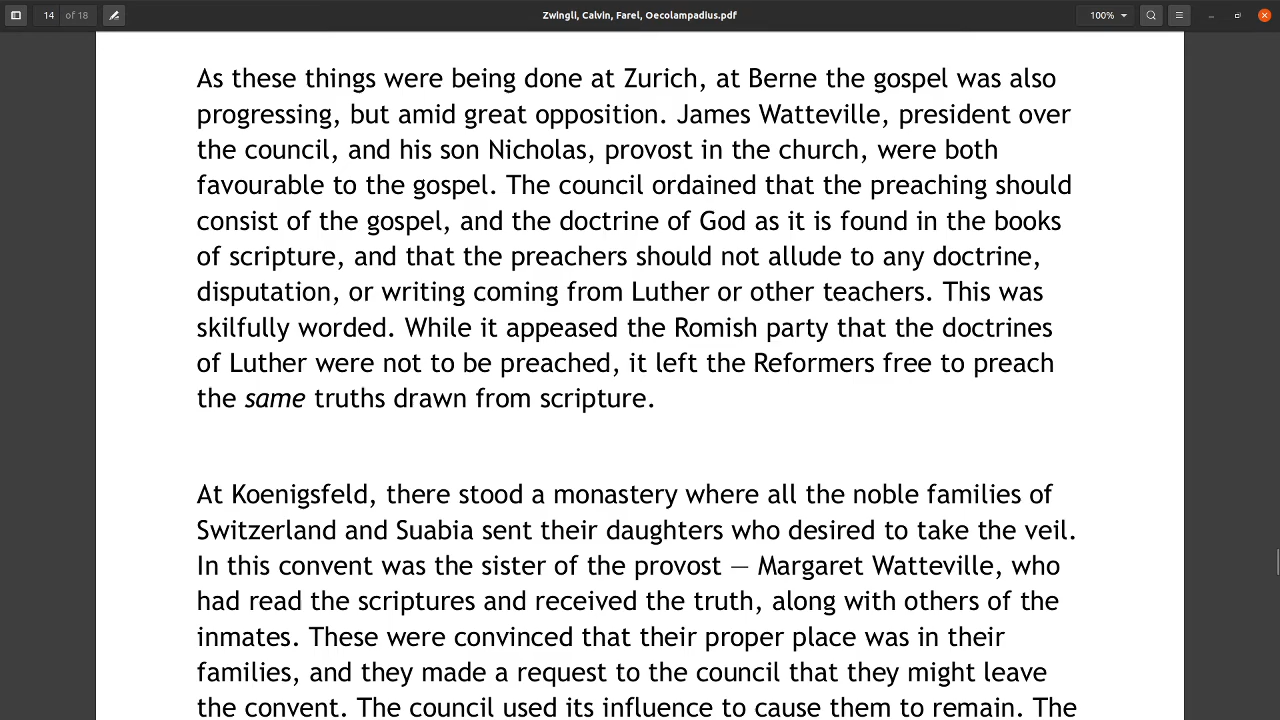 14 of 18
Zwingli, Calvin, Farel, Oecolampadius.pdf
100%
As these things were being done at Zurich, at Berne the gospel was also
progressing, but amid great opposition. James Watteville, president over
the council, and his son Nicholas, provost in the church, were both
favourable to the gospel. The council ordained that the preaching should
consist of the gospel, and the doctrine of God as it is found in the books
of scripture, and that the preachers should not allude to any doctrine,
disputation, or writing coming from Luther or other teachers. This was
skilfully worded. While it appeased the Romish party that the doctrines
of Luther were not to be preached, it left the Reformers free to preach
the same truths drawn from scripture.
At Koenigsfeld, there stood a monastery where all the noble families of
Switzerland and Suabia sent their daughters who desired to take the veil.
In this convent was the sister of the provost — Margaret Watteville, who
had read the scriptures and received the truth, along with others of the
inmates. These were convinced that their proper place was in their
families, and they made a request to the council that they might leave
the convent. The council used its influence to cause them to remain. The